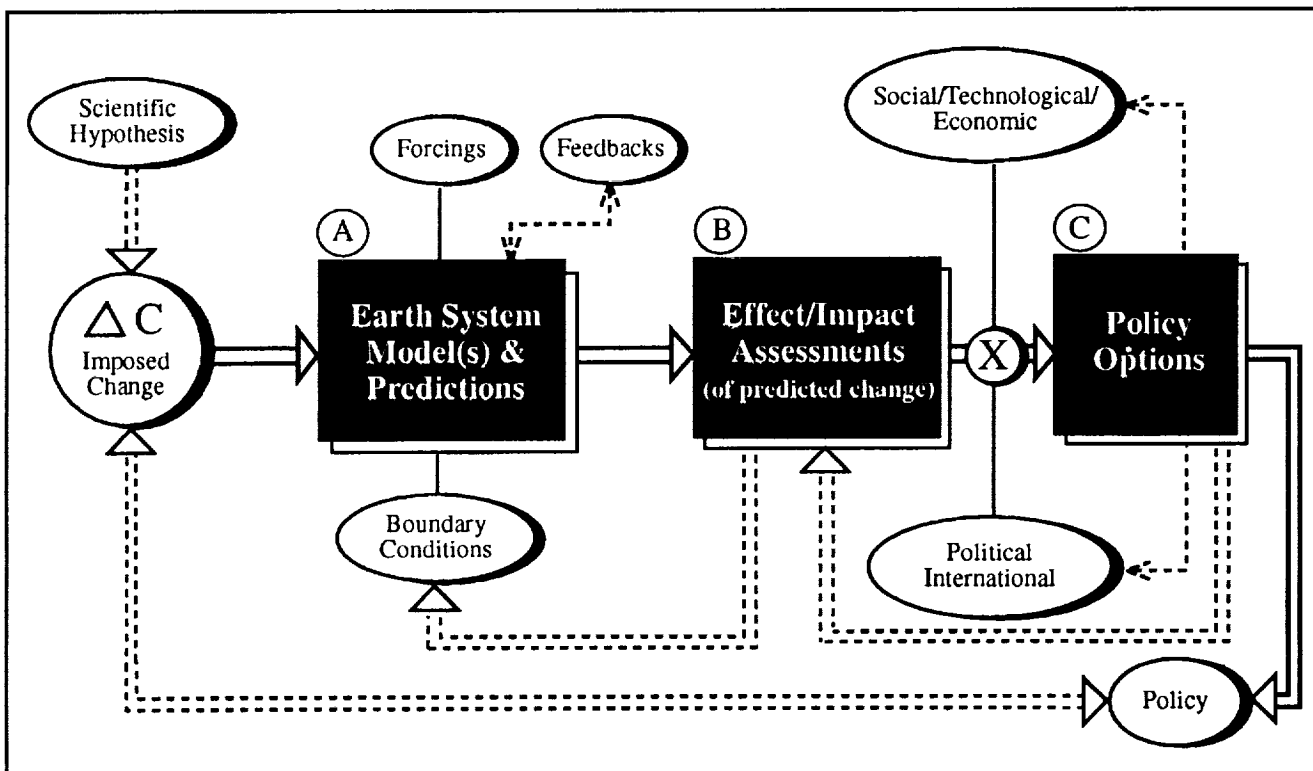 Scientific
Hypothesis
Forcings
Feedbacks
Social/Technological/
Economic
A
B
C
△ C
Imposed
Change
Earth System
Model(s) &
Predictions
Effect/Impact
Assessments
(of predicted change)
X
Policy
Options
Boundary
Conditions
Political
International
Policy